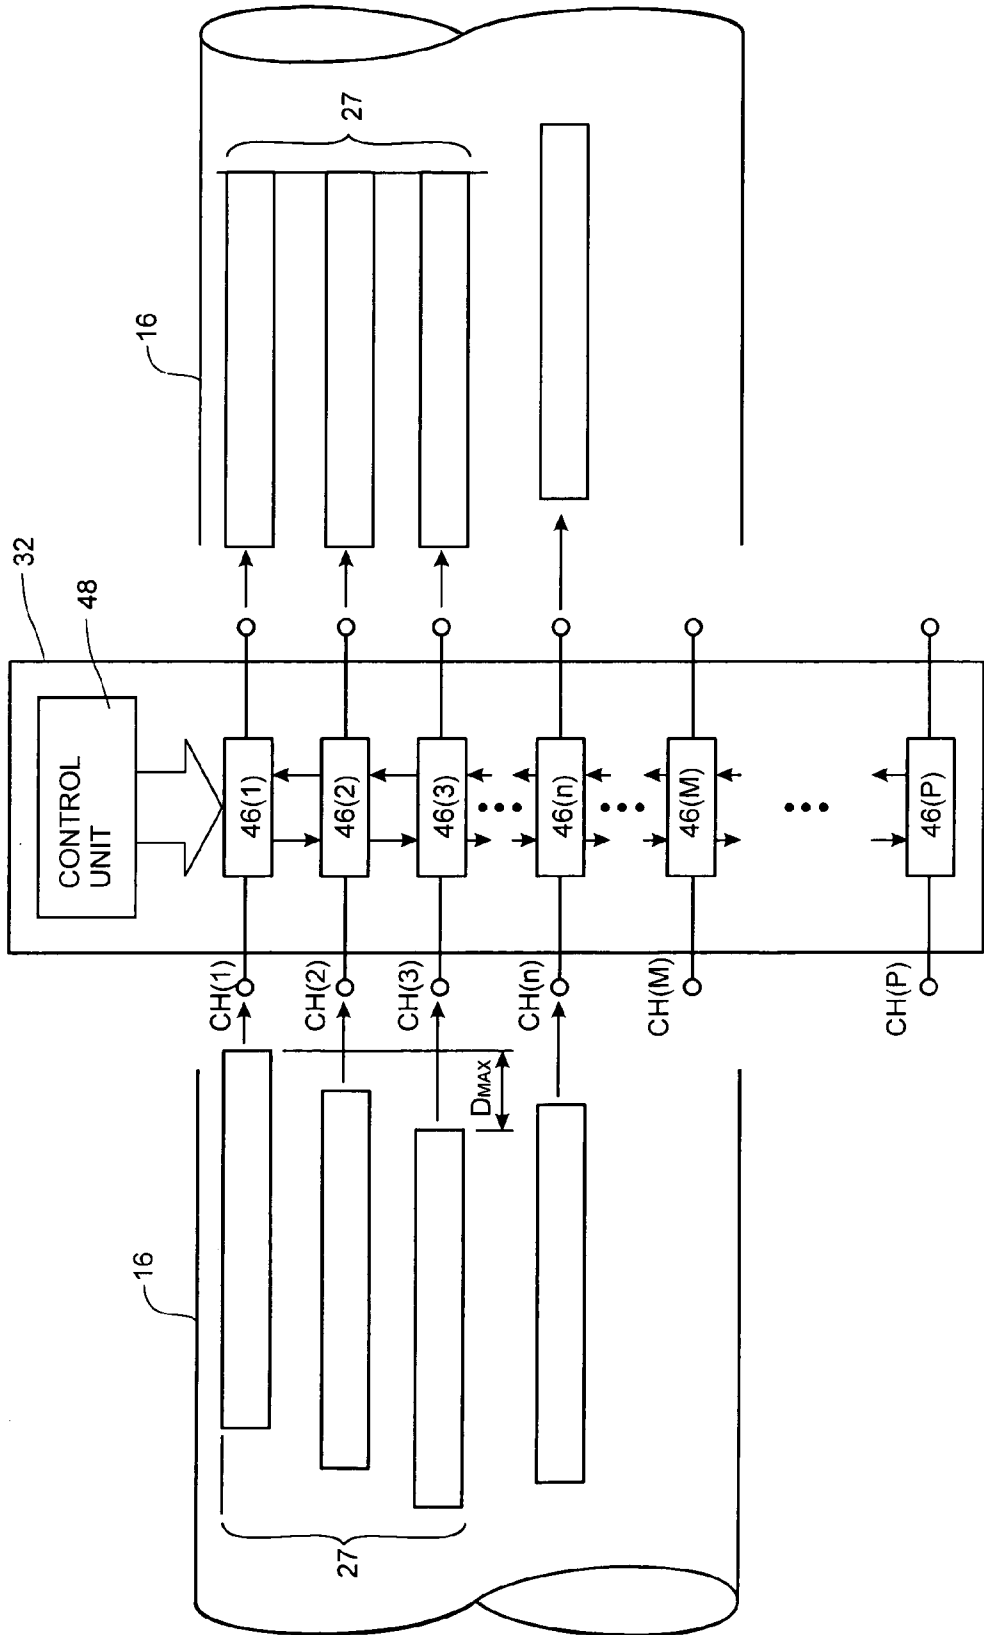 16
27
DMAX
CH(1)
CH(2)
CH(3)
CH(n)
CH(M)
CH(P)
32
48
CONTROL
UNIT
46(1)
46(2)
46(3)
46(n)
46(M)
46(P)
16
27